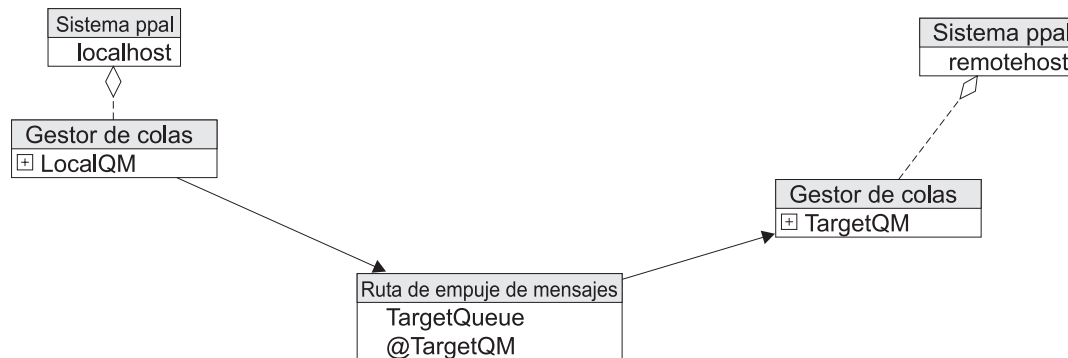 Sistema ppal
localhost
Gestor de colas
LocalQM
Sistema ppal
remotehost
Gestor de colas
TargetQM
Ruta de empuje de mensajes
TargetQueue
@TargetQM